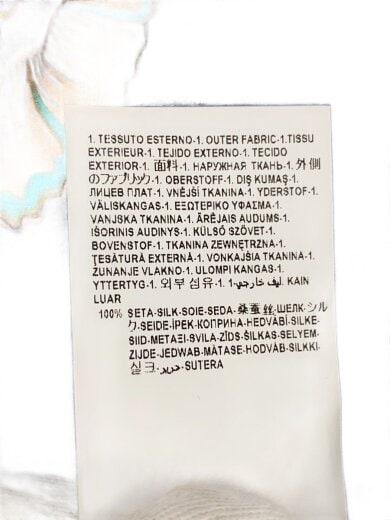 1. TESSUTO ESTERNO-1. OUTER FABRIC-1.TISSU
EXTERIEUR-1. TEJIDO EXTERNO-1. TECIDO
EXTERIOR-1. 面料-1. НАРУЖНАЯ ТКАНЬ-1. 外側
のファブリック-1. OBERSTOFF-1. DIŞ KUMAŞ-1.
ЛИЦЕВ ПЛАТ-1. VNĚJŠÍ TKANINA-1. YDERSTOF-1.
VÄLISKANGAS-1. ΕΞΩΤΕΡΙΚΟ ΥΦΑΣΜΑ-1.
VANJSKA TKANINA-1. ĀRĒJAIS AUDUMS-1.
IŠORINIS AUDINYS-1. KÜLSŐ SZÖVET-1.
BOVENSTOF-1. TKANINA ZEWNĘTRZNA-1.
ŢESĂTURĂ EXTERNĂ-1. VONKAJŠIA TKANINA-1.
ZUNANJE VLAKNO-1. ULOMPI KANGAS-1.
YTTERTYG-1. 외부 섬유-1. ليف خارجي-1. KAIN
LUAR
100% SETA-SILK-SOIE-SEDA-桑蚕丝-ШЕЛК-シル
ク-SEIDE-İPEK-КОПРИНА-HEDVÁBÍ-SILKE-
SIID-ΜΕΤΑΞΙ-SVILA-ZĪDS-ŠILKAS-SELYEM-
ZIJDE-JEDWAB-MĂTASE-HODVÁB-SILKKI-
실크-حرير-SUTERA